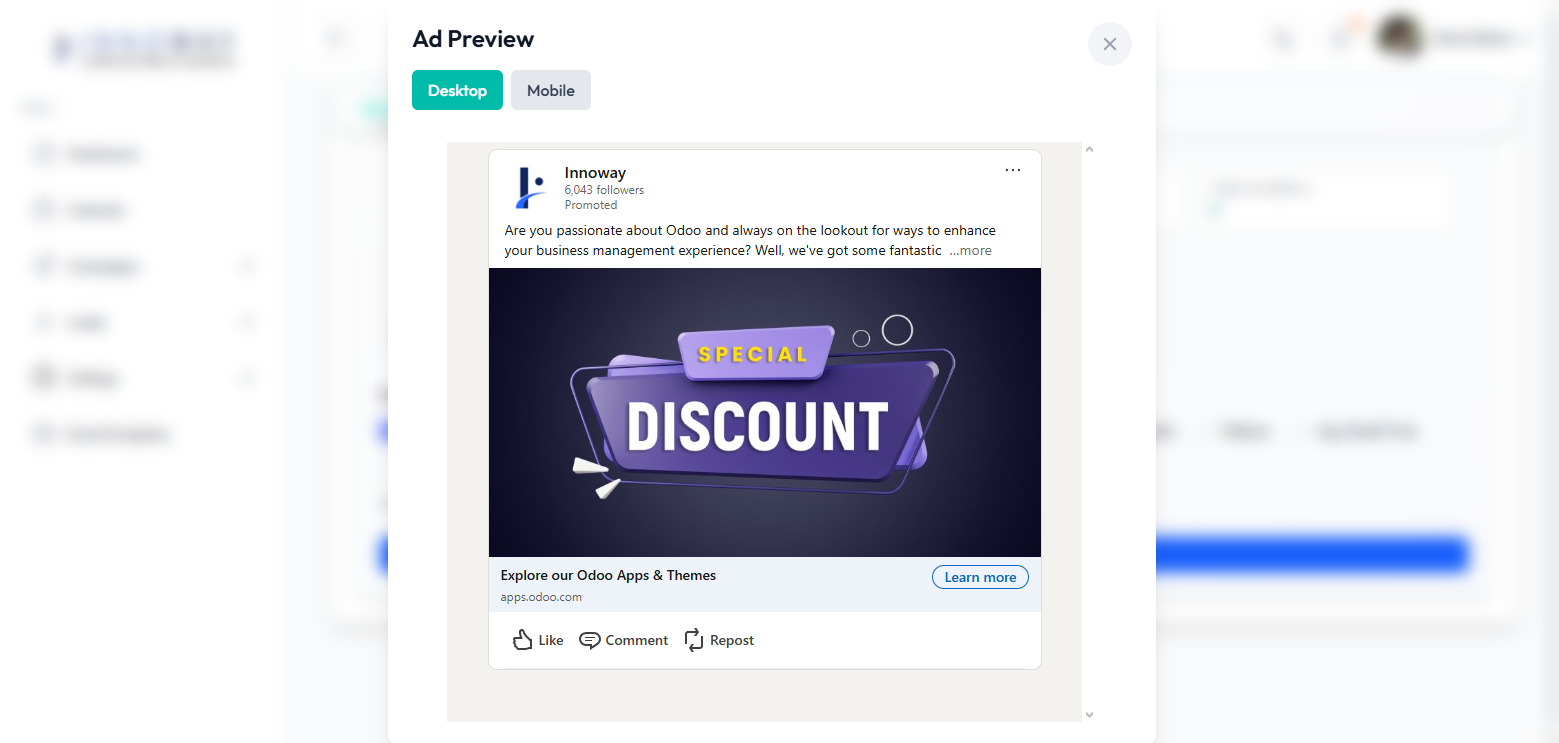 Ad Preview
Desktop
Mobile
Innoway
6,043 followers
Promoted
Are you passionate about Odoo and always on the lookout for ways to enhance
your business management experience? Well, we've got some fantastic ...more
SPECIAL
DISCOUNT
Explore our Odoo Apps & Themes
Learn more
apps.odoo.com
Like
Comment
Repost